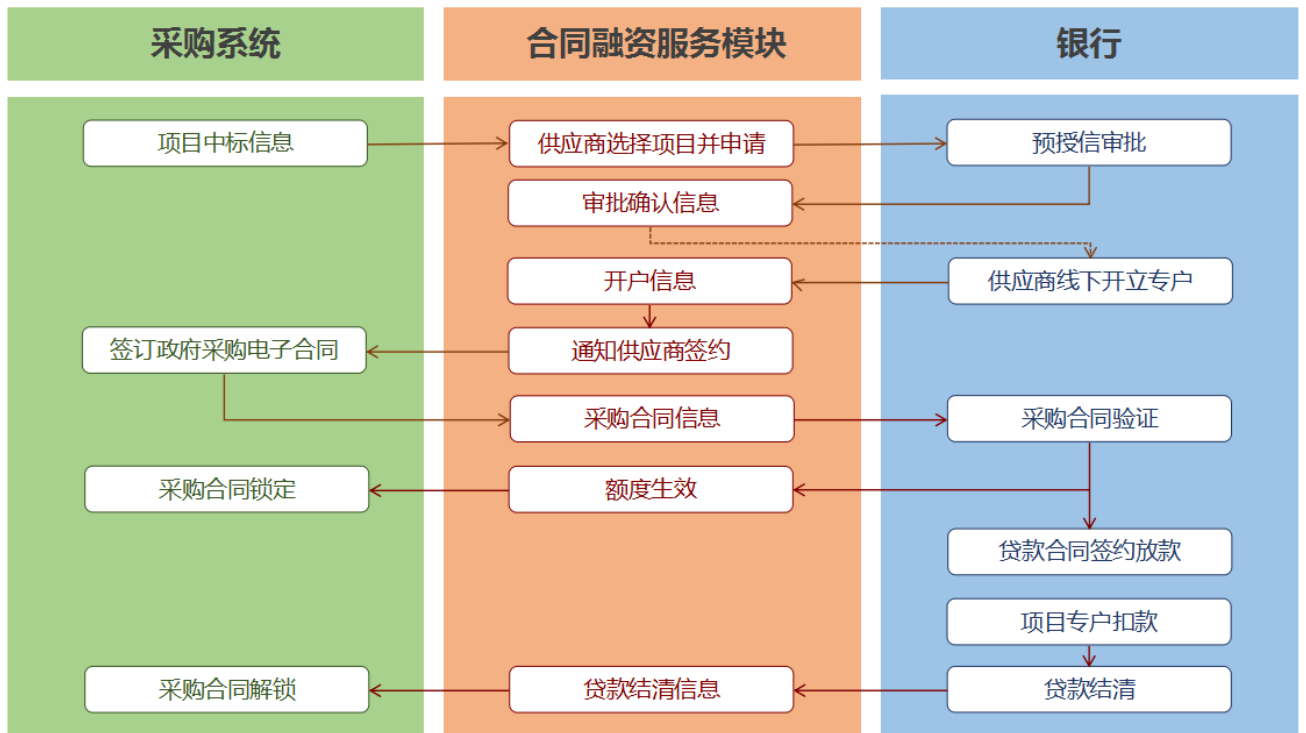 采购系统
合同融资服务模块
银行
项目中标信息
供应商选择项目并申请
预授信审批
审批确认信息
开户信息
供应商线下开立专户
签订政府采购电子合同
通知供应商签约
采购合同信息
采购合同验证
采购合同锁定
额度生效
贷款合同签约放款
项目专户扣款
采购合同解锁
贷款结清信息
贷款结清